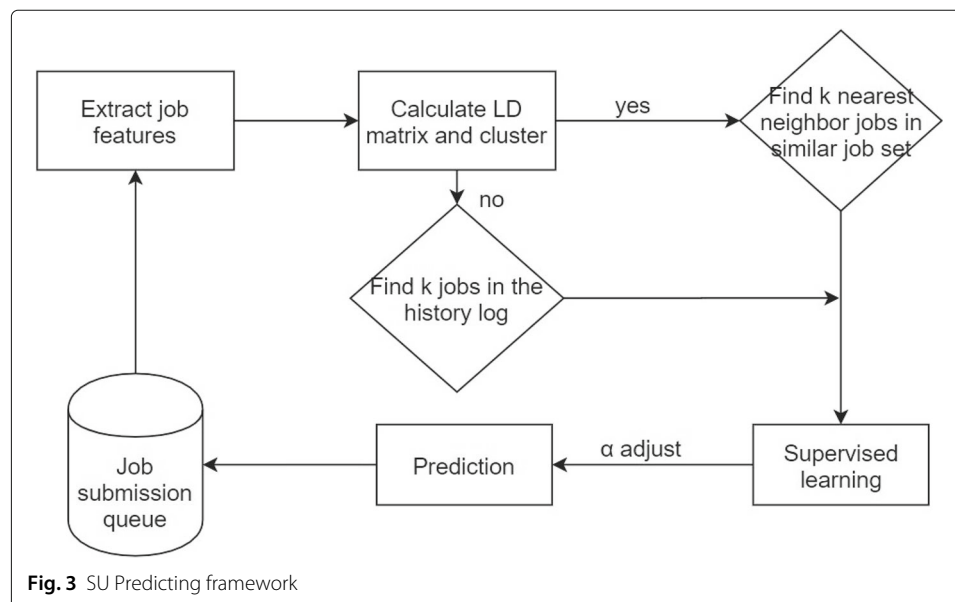 Extract job
features
Calculate LD
matrix and cluster
yes
Find k nearest
neighbor jobs in
similar job set
no
Find k jobs in the
history log
Job
submission
queue
Prediction
α adjust
Supervised
learning
Fig. 3 SU Predicting framework